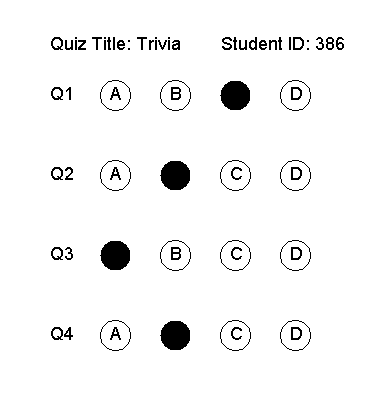 Quiz Title: Trivia Student ID: 386
Q1 A B D
Q2 A C D
Q3 B C D
Q4 A C D